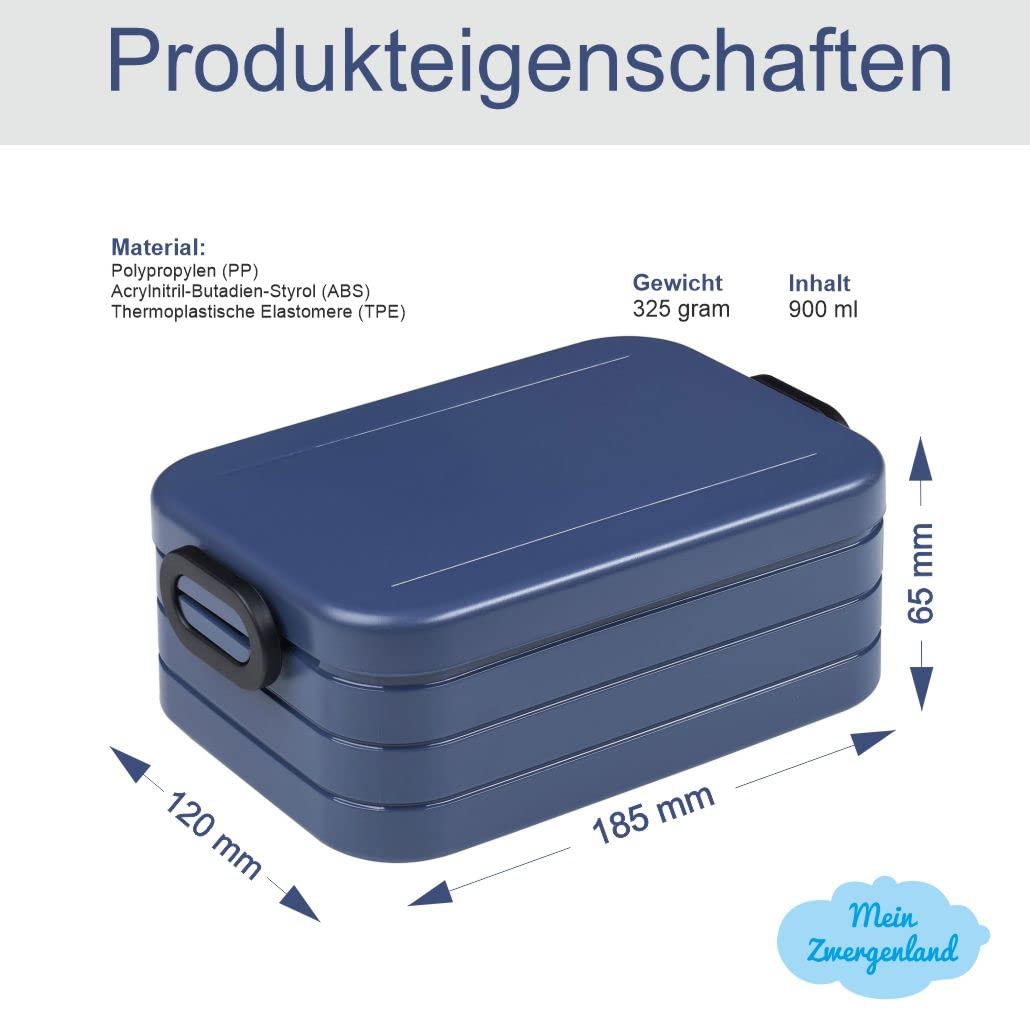 Produkteigenschaften
Material:
Polypropylen (PP)
Acrylnitril-Butadien-Styrol (ABS)
Thermoplastische Elastomere (TPE)
Gewicht
325 gram
Inhalt
900 ml
65 mm
120 mm
185 mm
Mein
Zwergenland